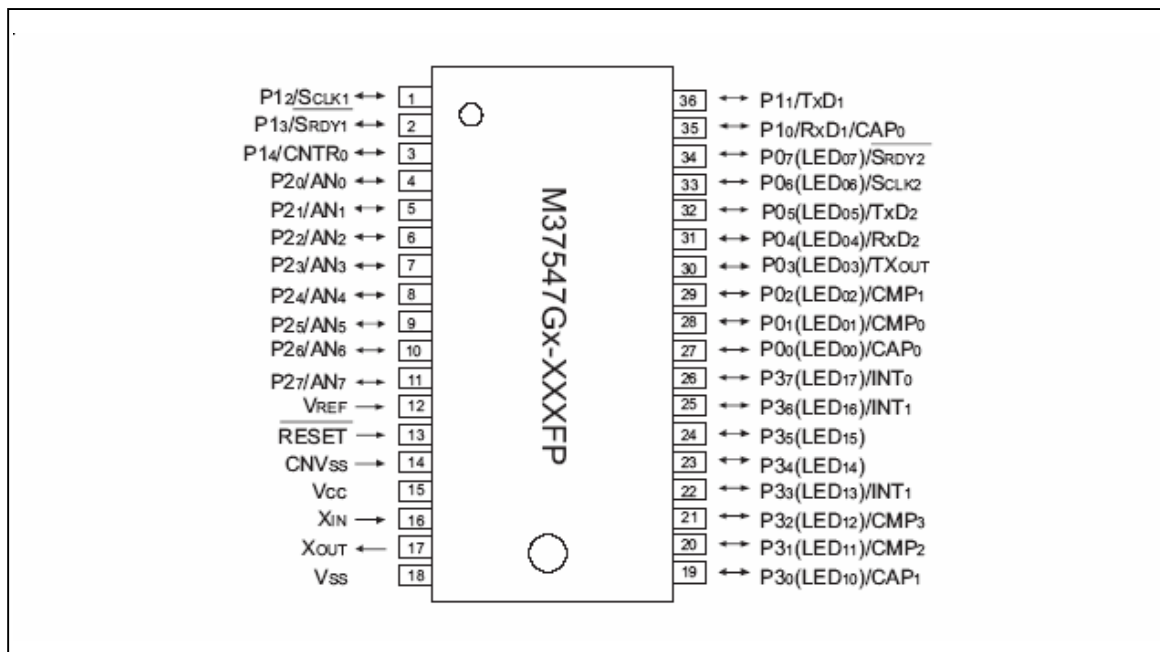 P12/SCLK1 1
P13/SRDY1 2
P14/CNTR0 3
P20/AN0 4
P21/AN1 5
P22/AN2 6
P23/AN3 7
P24/AN4 8
P25/AN5 9
P26/AN6 10
P27/AN7 11
VREF 12
RESET 13
CNVSS 14
VCC 15
XIN 16
XOUT 17
VSS 18
M37547Gx-XXXFP
36 P11/TxD1
35 P10/RxD1/CAP0
34 P07(LED07)/SRDY2
33 P06(LED06)/SCLK2
32 P05(LED05)/TxD2
31 P04(LED04)/RxD2
30 P03(LED03)/TXOUT
29 P02(LED02)/CMP1
28 P01(LED01)/CMP0
27 P00(LED00)/CAP0
26 P37(LED17)/INT0
25 P36(LED16)/INT1
24 P35(LED15)
23 P34(LED14)
22 P33(LED13)/INT1
21 P32(LED12)/CMP3
20 P31(LED11)/CMP2
19 P30(LED10)/CAP1